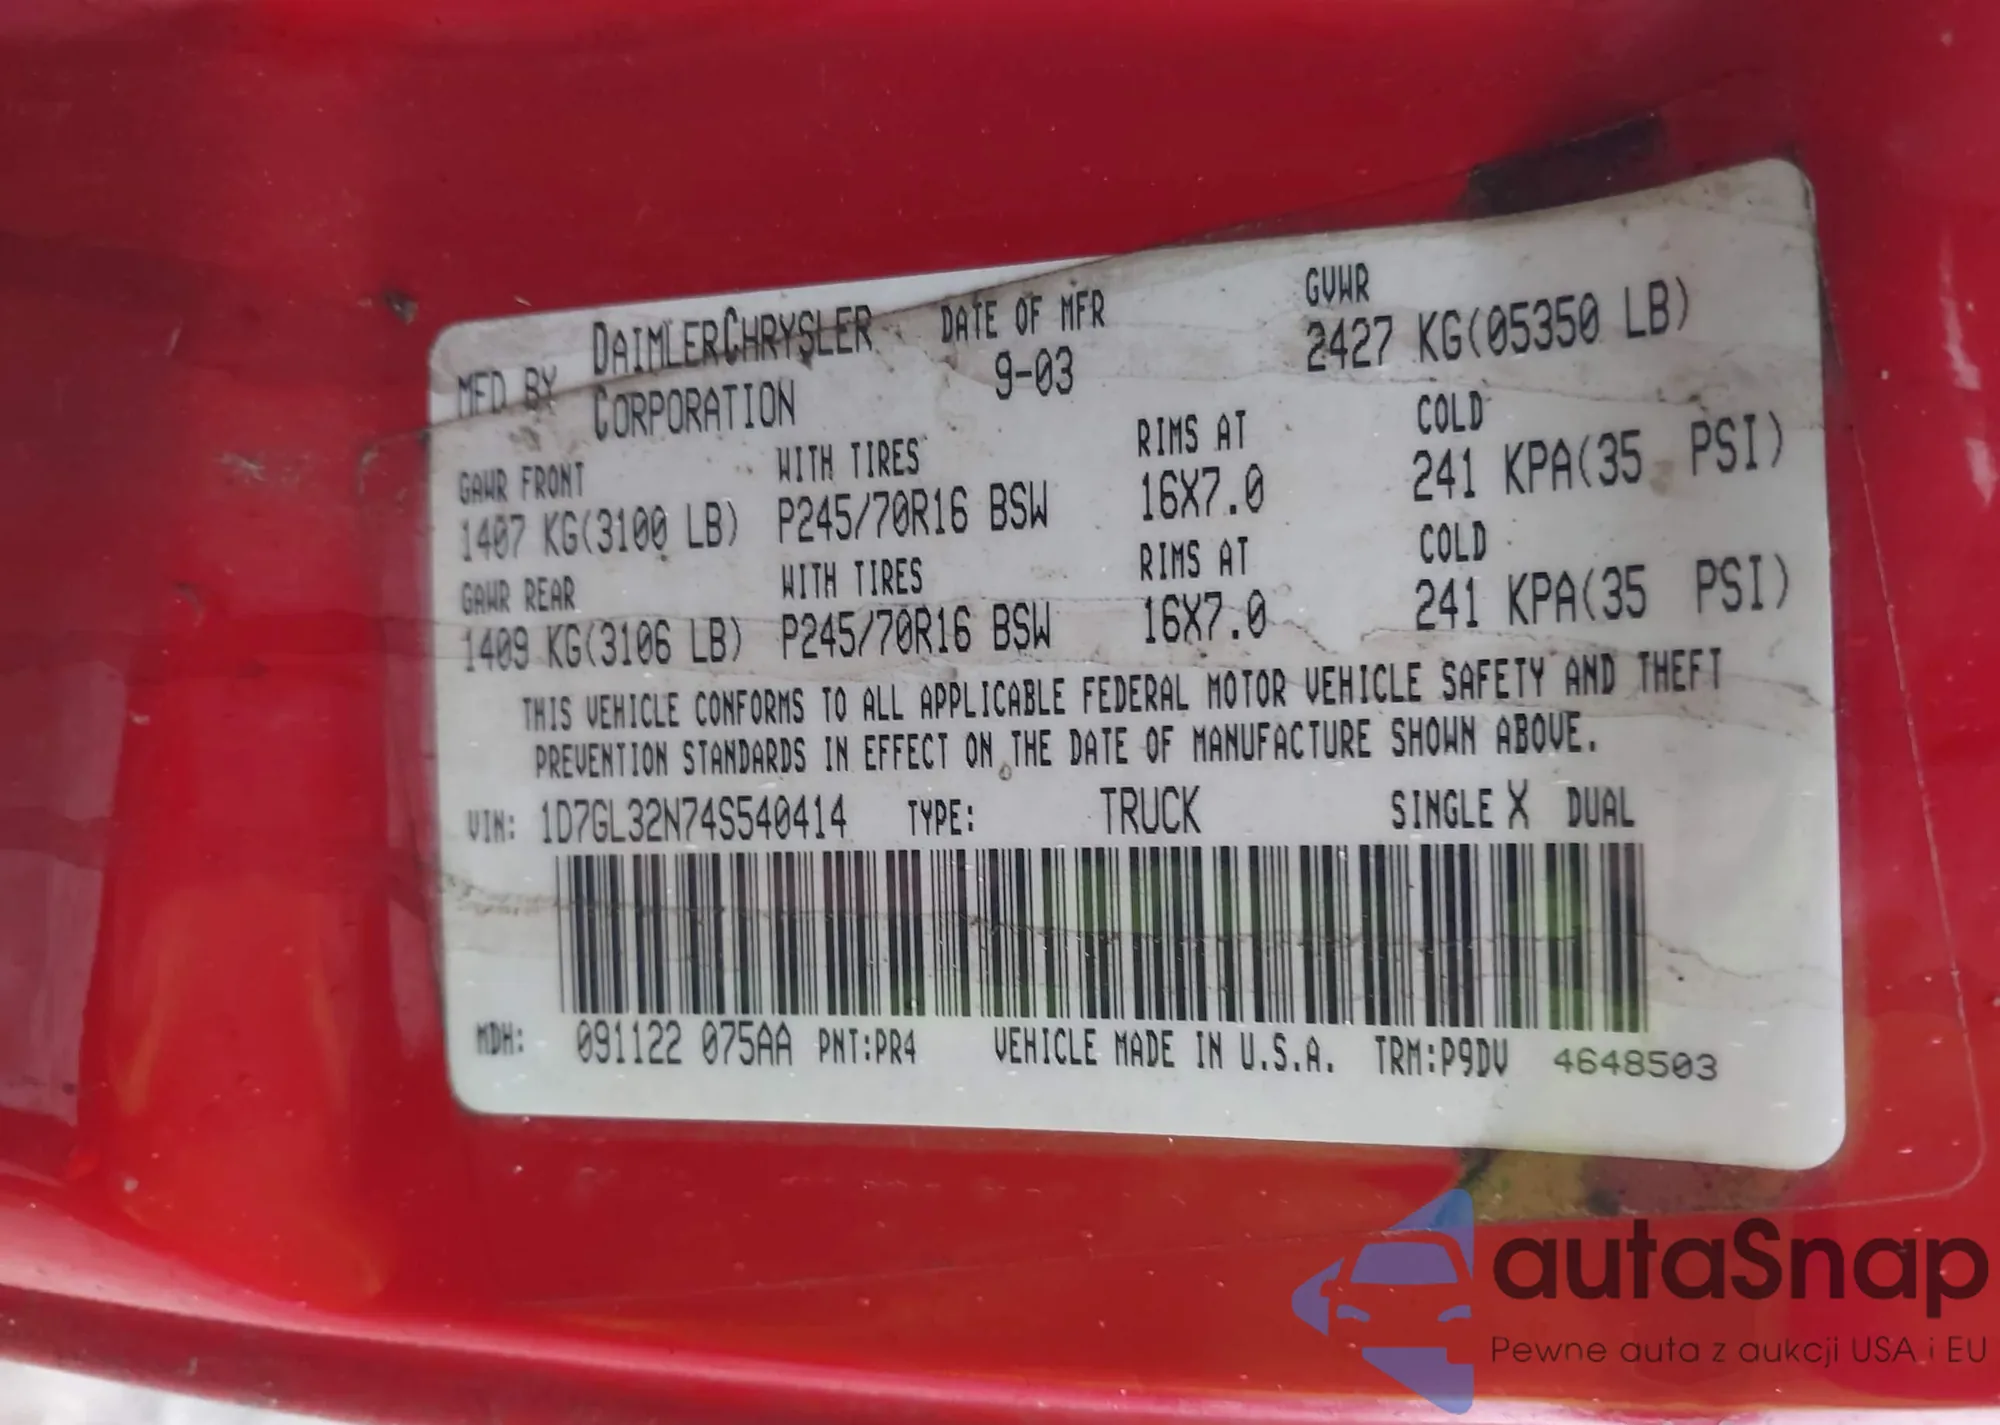 MFD BY DAIMLERCHRYSLER CORPORATION DATE OF MFR 9-03 GVWR 2427 KG(05350 LB)
GAWR FRONT WITH TIRES RIMS AT COLD
1407 KG(3100 LB) P245/70R16 BSW 16X7.0 241 KPA(35 PSI)
GAWR REAR WITH TIRES RIMS AT COLD
1409 KG(3106 LB) P245/70R16 BSW 16X7.0 241 KPA(35 PSI)
THIS VEHICLE CONFORMS TO ALL APPLICABLE FEDERAL MOTOR VEHICLE SAFETY AND THEFT
PREVENTION STANDARDS IN EFFECT ON THE DATE OF MANUFACTURE SHOWN ABOVE.
VIN: 1D7GL32N74S540414 TYPE: TRUCK SINGLE X DUAL
MDH: 091122 075AA PNT:PR4 VEHICLE MADE IN U.S.A. TRM:P9DV 4648503
autaSnap
Pewne auta z aukcji USA i EU